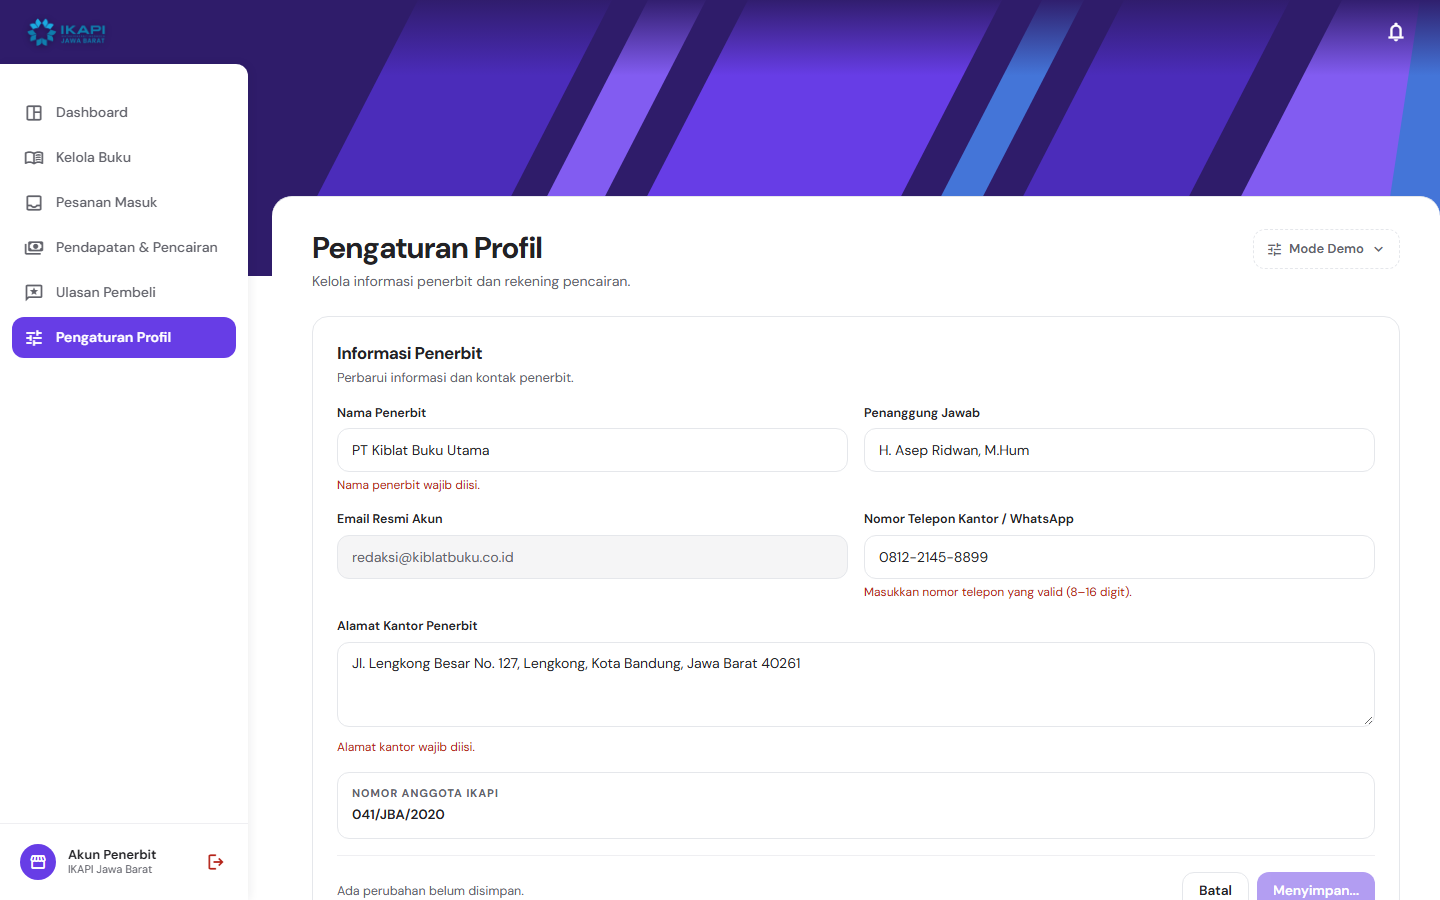 IKAPI
JAWA BARAT
Dashboard
Kelola Buku
Pesanan Masuk
Pendapatan & Pencairan
Ulasan Pembeli
Pengaturan Profil
Akun Penerbit
IKAPI Jawa Barat
Pengaturan Profil
Kelola informasi penerbit dan rekening pencairan.
Mode Demo
Informasi Penerbit
Perbarui informasi dan kontak penerbit.
Nama Penerbit
PT Kiblat Buku Utama
Nama penerbit wajib diisi.
Penanggung Jawab
H. Asep Ridwan, M.Hum
Email Resmi Akun
redaksi@kiblatbuku.co.id
Nomor Telepon Kantor / WhatsApp
0812-2145-8899
Masukkan nomor telepon yang valid (8–16 digit).
Alamat Kantor Penerbit
Jl. Lengkong Besar No. 127, Lengkong, Kota Bandung, Jawa Barat 40261
Alamat kantor wajib diisi.
NOMOR ANGGOTA IKAPI
041/JBA/2020
Ada perubahan belum disimpan.
Batal
Menyimpan...